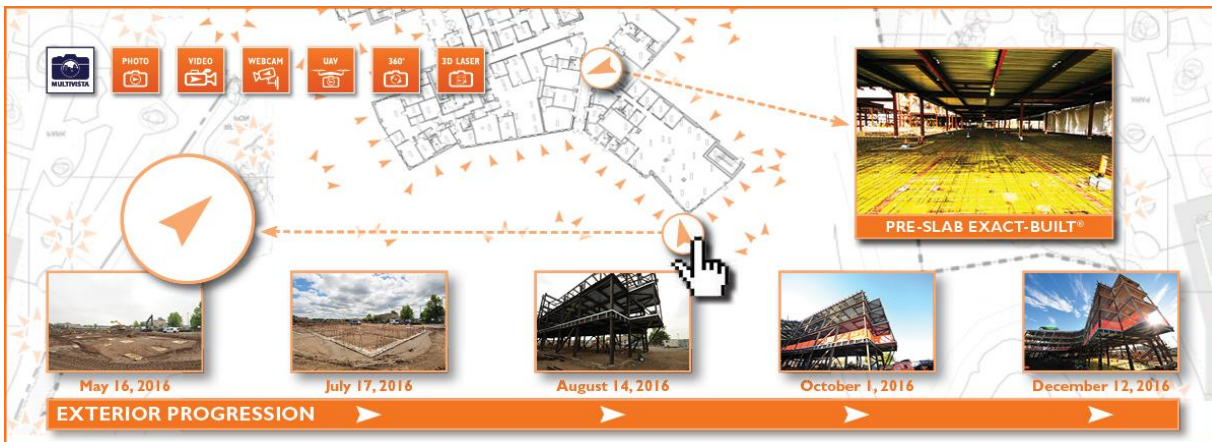 MULTIVISTA
PHOTO
VIDEO
WEBCAM
UAV
360°
3D LASER
PRE-SLAB EXACT-BUILT®
May 16, 2016
July 17, 2016
August 14, 2016
October 1, 2016
December 12, 2016
EXTERIOR PROGRESSION